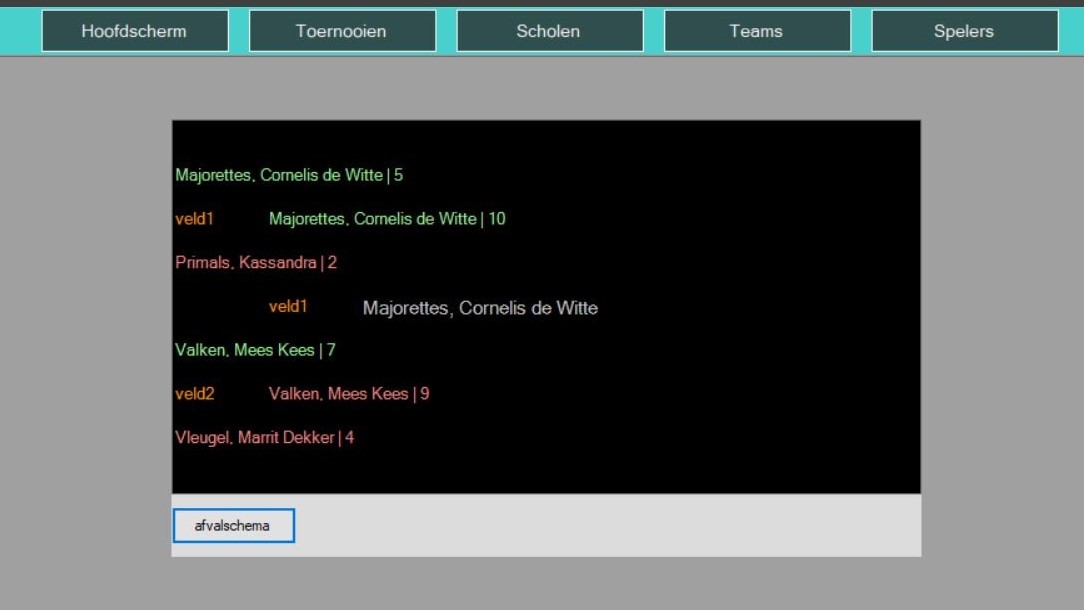 Hoofdscherm Toernooien Scholen Teams Spelers
Majorettes, Cornelis de Witte | 5
veld1 Majorettes, Cornelis de Witte | 10
Primals, Kassandra | 2
veld1 Majorettes, Cornelis de Witte
Valken, Mees Kees | 7
veld2 Valken, Mees Kees | 9
Vleugel, Marrit Dekker | 4
afvalschema